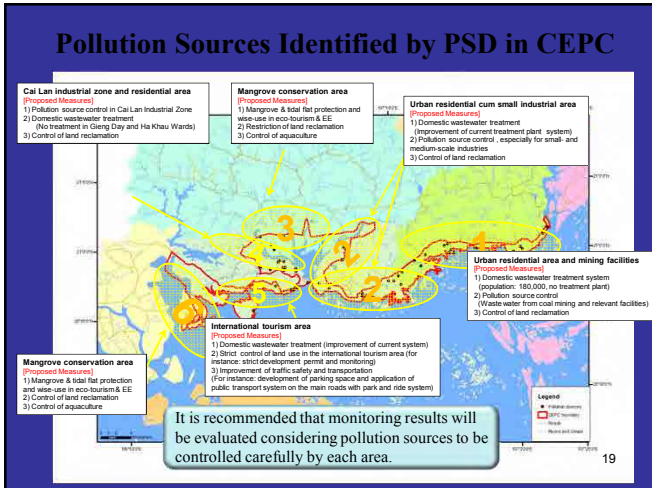 Pollution Sources Identified by PSD in CEPC
Cai Lan industrial zone and residential area
[Proposed Measures]
1) Pollution source control in Cai Lan Industrial Zone
2) Domestic wastewater treatment
(No treatment in Gieng Day and Ha Khau Wards)
3) Control of land reclamation
Mangrove conservation area
[Proposed Measures]
1) Mangrove & tidal flat protection and
wise-use in eco-tourism & EE
2) Restriction of land reclamation
3) Control of aquaculture
Urban residential cum small industrial area
[Proposed Measures]
1) Domestic wastewater treatment
(Improvement of current treatment plant system)
2) Pollution source control , especially for small- and
medium-scale industries
3) Control of land reclamation
3
2
2
5
6
Urban residential area and mining facilities
[Proposed Measures]
1) Domestic wastewater treatment system
(population: 180,000, no treatment plant)
2) Pollution source control
(Waste water from coal mining and relevant facilities)
3) Control of land reclamation
International tourism area
[Proposed Measures]
1) Domestic wastewater treatment (improvement of current system)
2) Strict control of land use in the international tourism area (for
instance: strict development permit and monitoring)
3) Improvement of traffic safety and transportation
(For instance: development of parking space and application of
public transport system on the main roads with park and ride system)
Mangrove conservation area
[Proposed Measures]
1) Mangrove & tidal flat protection
and wise-use in eco-tourism & EE
2) Control of land reclamation
3) Control of aquaculture
Legend
Pollution sources
CEPC boundary
It is recommended that monitoring results will
be evaluated considering pollution sources to be
controlled carefully by each area.
19